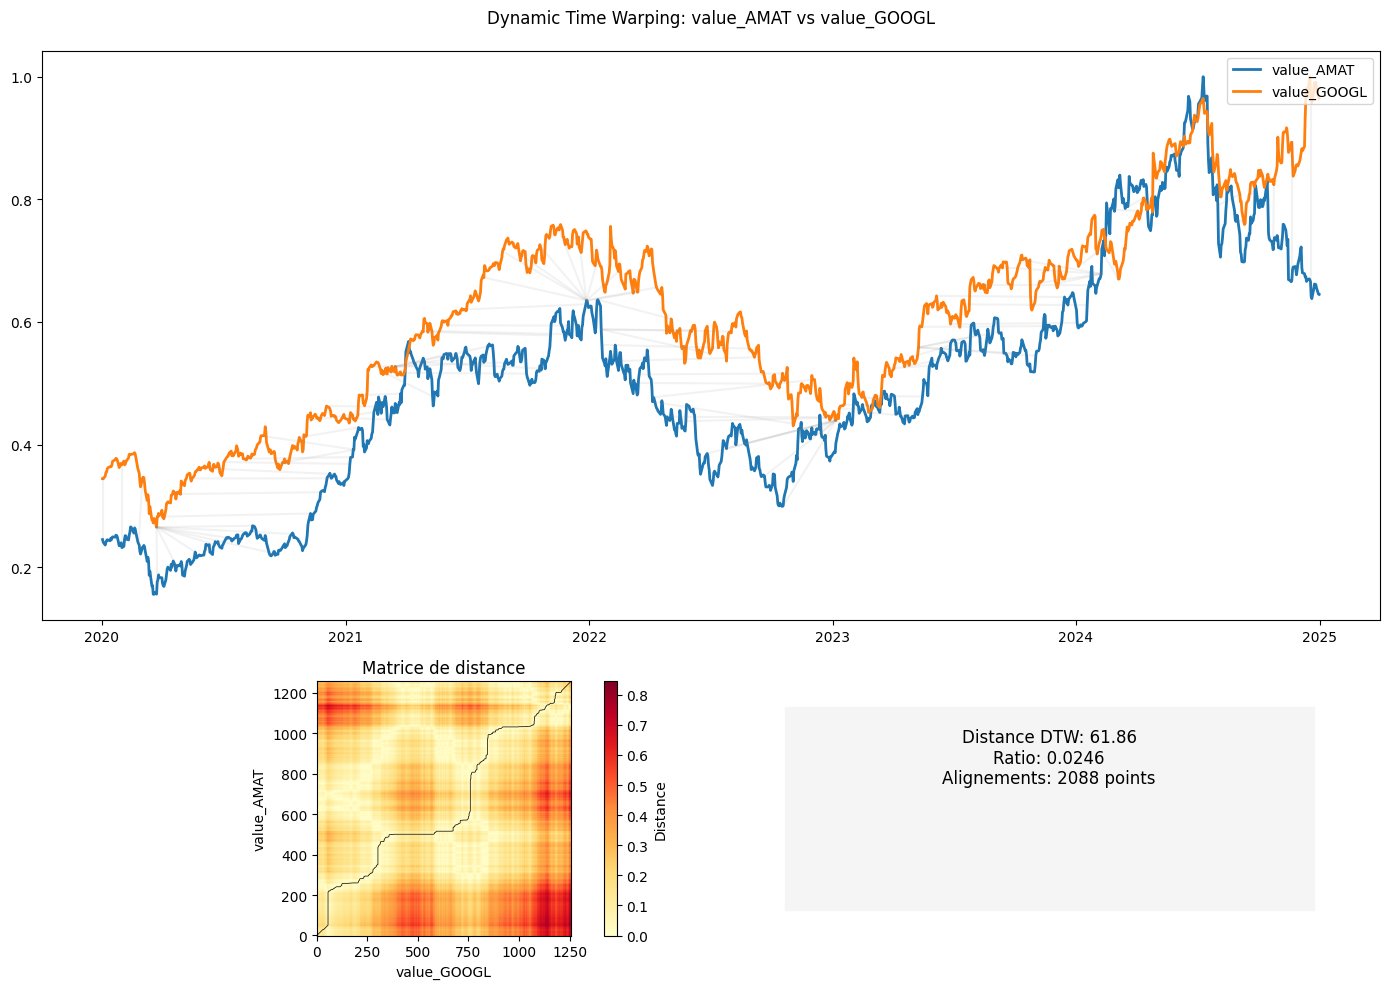 Dynamic Time Warping: value_AMAT vs value_GOOGL
value_AMAT
value_GOOGL
1.0
0.8
0.6
0.4
0.2
2020 2021 2022 2023 2024 2025
Matrice de distance
value_AMAT
1200
1000
800
600
400
200
0
0 250 500 750 1000 1250
value_GOOGL
0.8
0.7
0.6
0.5
0.4
0.3
0.2
0.1
0.0
Distance
Distance DTW: 61.86
Ratio: 0.0246
Alignements: 2088 points